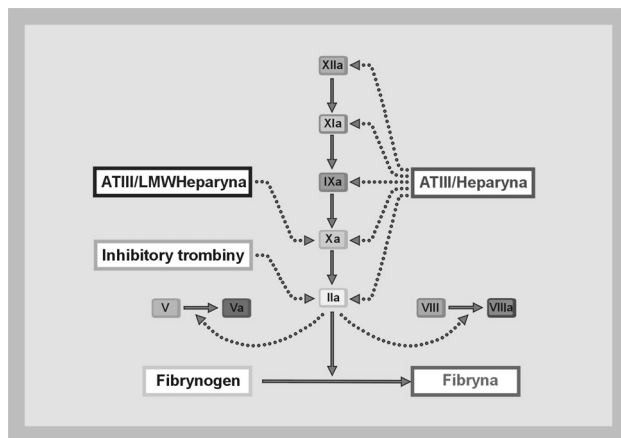 XIIa
XIa
ATIII/LMWHeparyna
IXa
ATIII/Heparyna
Xa
Inhibitory trombiny
IIa
V
Va
VIII
VIIIa
Fibrynogen
Fibryna